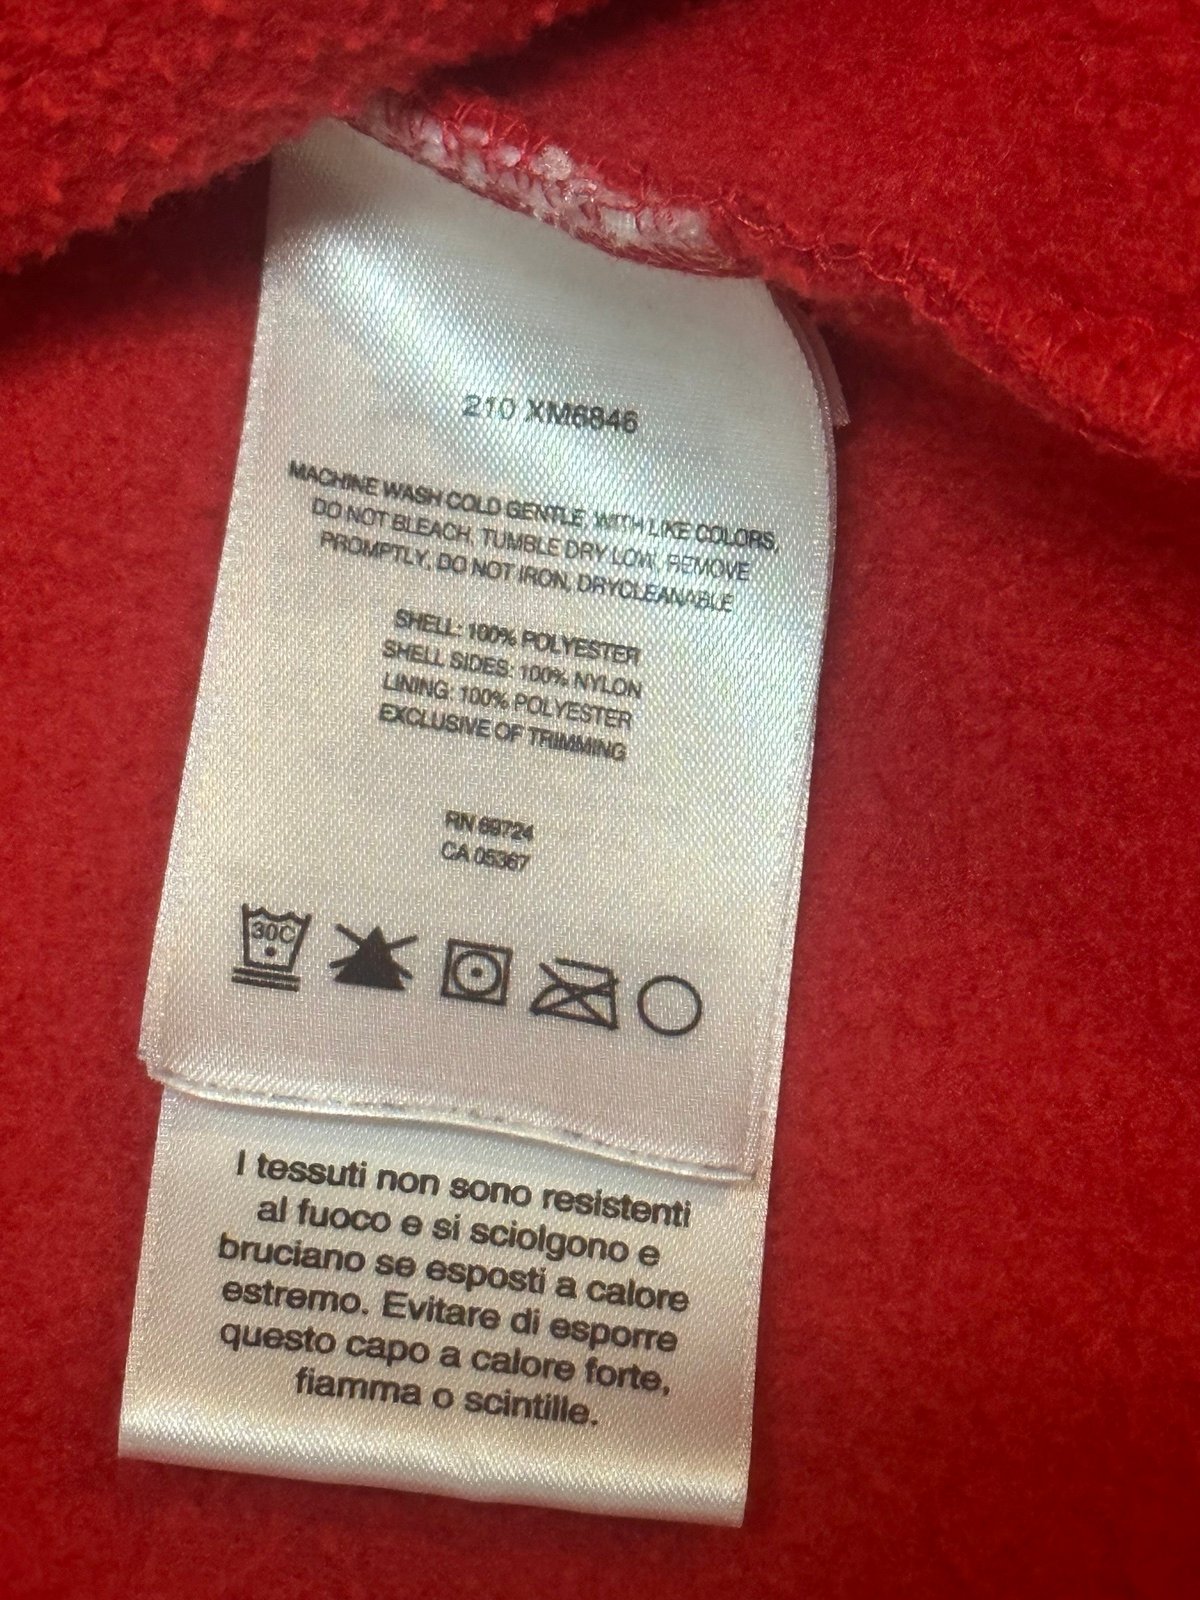 210 XM6846
MACHINE WASH COLD GENTLE, WITH LIKE COLORS,
DO NOT BLEACH, TUMBLE DRY LOW, REMOVE
PROMPTLY, DO NOT IRON, DRYCLEANABLE
SHELL: 100% POLYESTER
SHELL SIDES: 100% NYLON
LINING: 100% POLYESTER
EXCLUSIVE OF TRIMMING
RN 69724
CA 05367
30C
I tessuti non sono resistenti
al fuoco e si sciolgono e
bruciano se esposti a calore
estremo. Evitare di esporre
questo capo a calore forte,
fiamma o scintille.